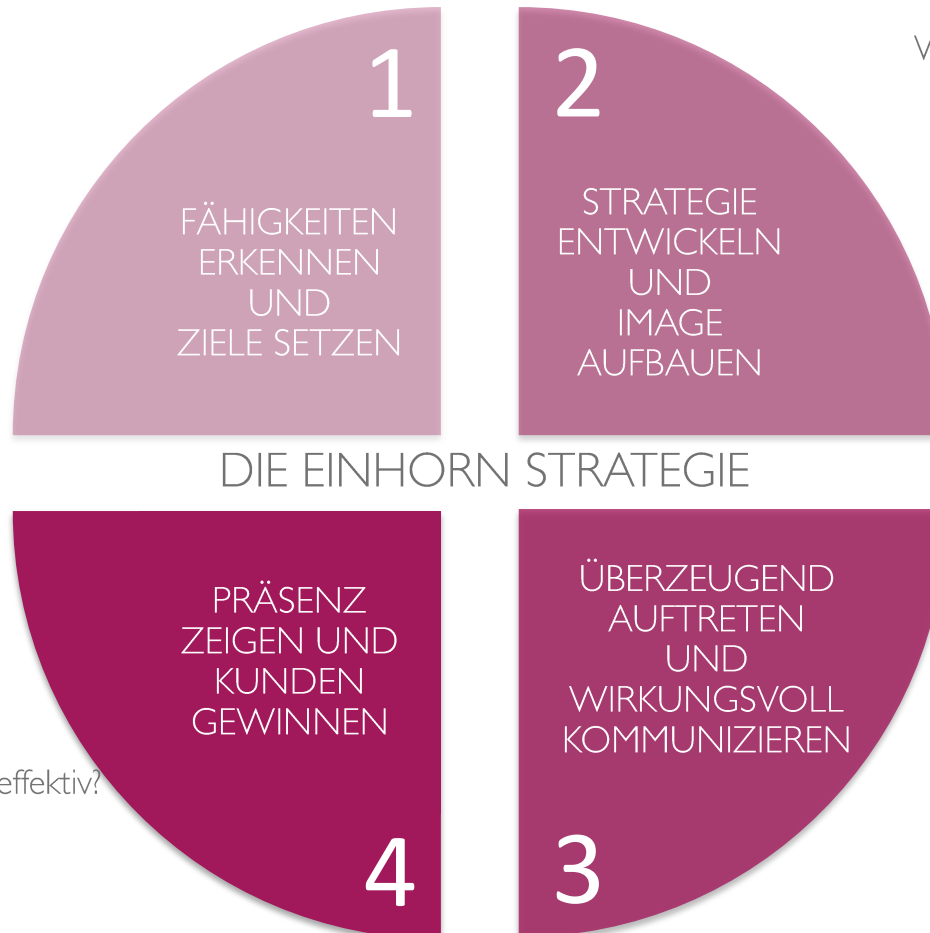 1
FÄHIGKEITEN
ERKENNEN
UND
ZIELE SETZEN
2
STRATEGIE
ENTWICKELN
UND
IMAGE
AUFBAUEN
DIE EINHORN STRATEGIE
ÜBERZEUGEND
AUFTRETEN
UND
WIRKUNGSVOLL
KOMMUNIZIEREN
3
PRÄSENZ
ZEIGEN UND
KUNDEN
GEWINNEN
4
effektiv?